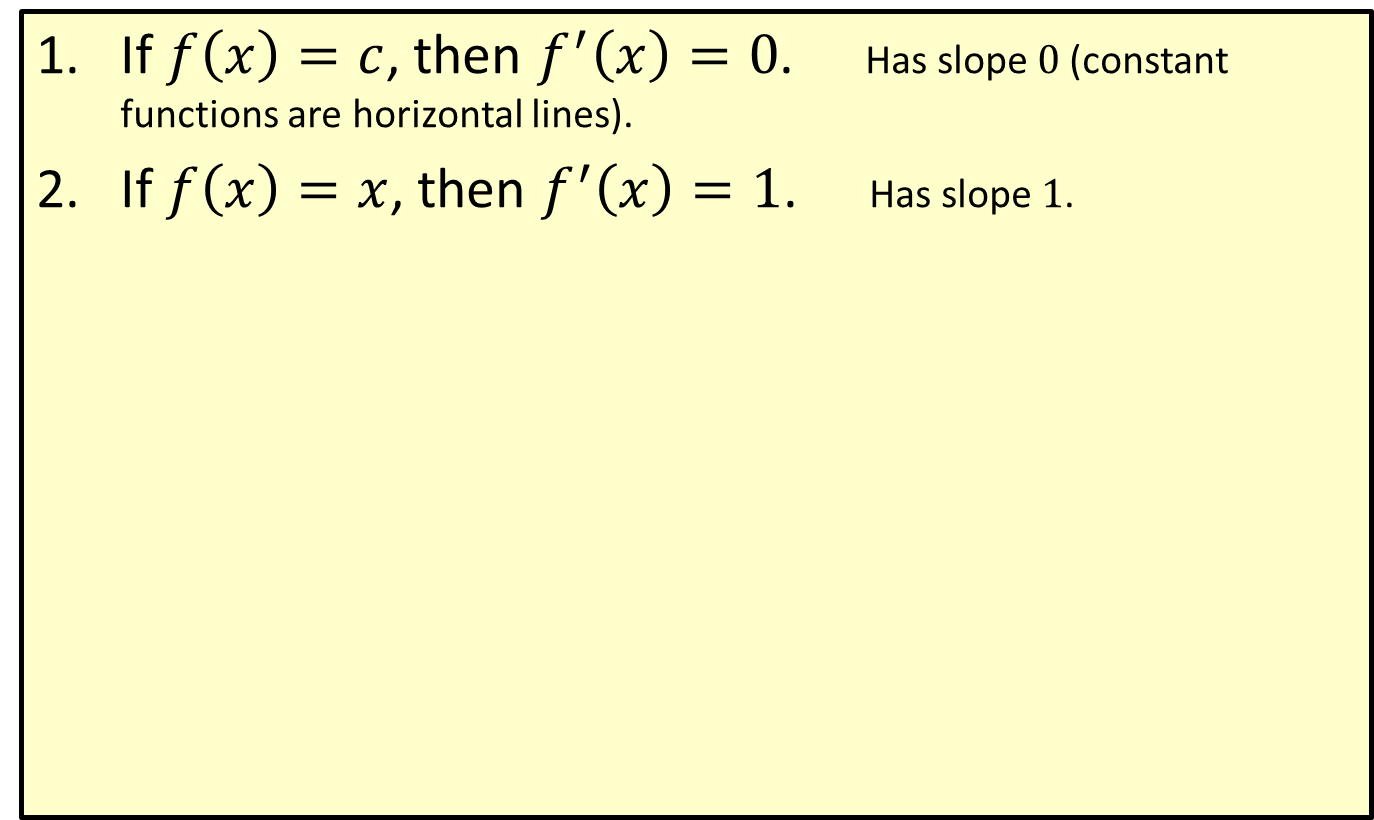 1. If f(x) = c, then f′(x) = 0. Has slope 0 (constant
functions are horizontal lines).
2. If f(x) = x, then f′(x) = 1. Has slope 1.